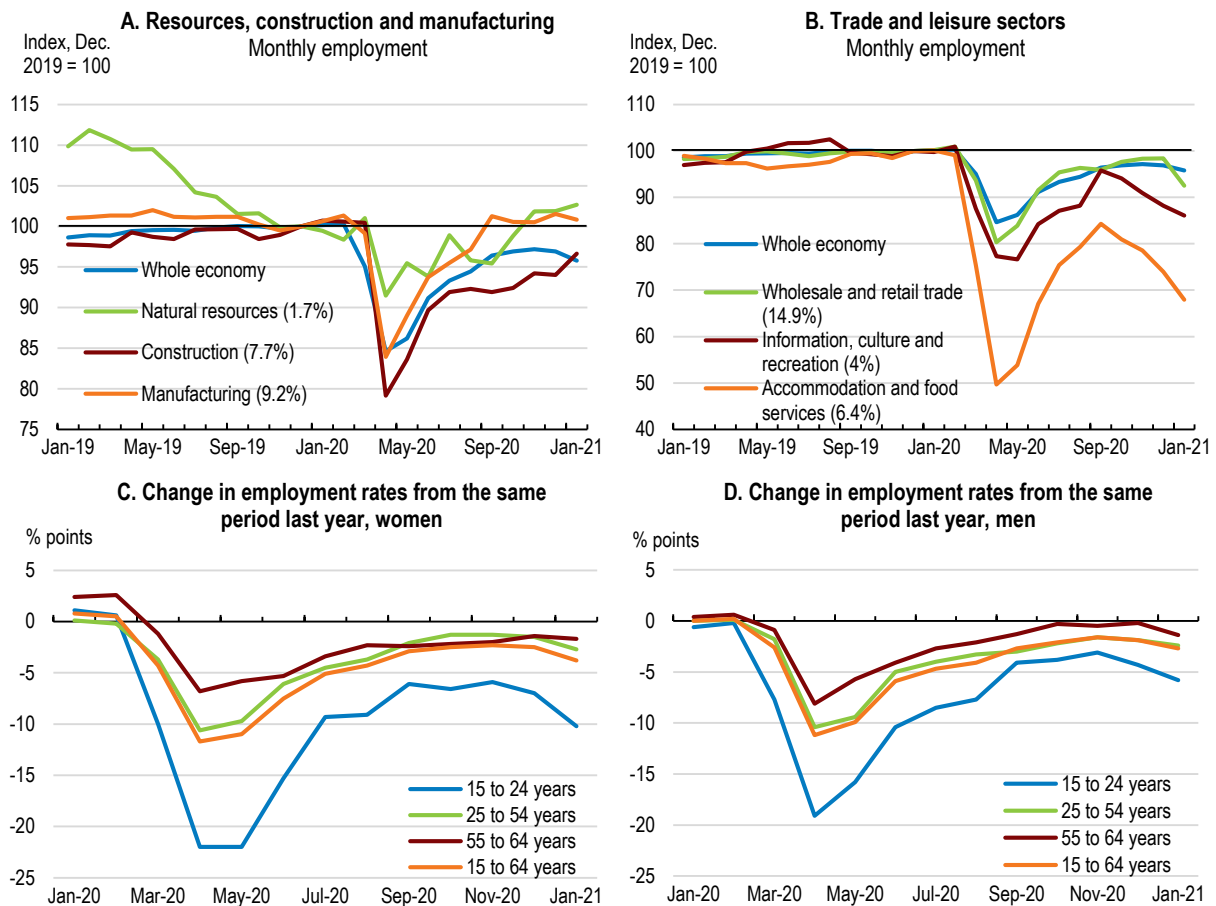 A. Resources, construction and manufacturing
Monthly employment
Index, Dec.
2019 = 100
115
110
105
100
95
90
85
80
75
Whole economy
Natural resources (1.7%)
Construction (7.7%)
Manufacturing (9.2%)
Jan-19 May-19 Sep-19 Jan-20 May-20 Sep-20 Jan-21
B. Trade and leisure sectors
Monthly employment
Index, Dec.
2019 = 100
110
100
90
80
70
60
50
40
Whole economy
Wholesale and retail trade
(14.9%)
Information, culture and
recreation (4%)
Accommodation and food
services (6.4%)
Jan-19 May-19 Sep-19 Jan-20 May-20 Sep-20 Jan-21
C. Change in employment rates from the same
period last year, women
% points
5
0
-5
-10
-15
-20
-25
15 to 24 years
25 to 54 years
55 to 64 years
15 to 64 years
Jan-20 Mar-20 May-20 Jul-20 Sep-20 Nov-20 Jan-21
D. Change in employment rates from the same
period last year, men
% points
5
0
-5
-10
-15
-20
-25
15 to 24 years
25 to 54 years
55 to 64 years
15 to 64 years
Jan-20 Mar-20 May-20 Jul-20 Sep-20 Nov-20 Jan-21